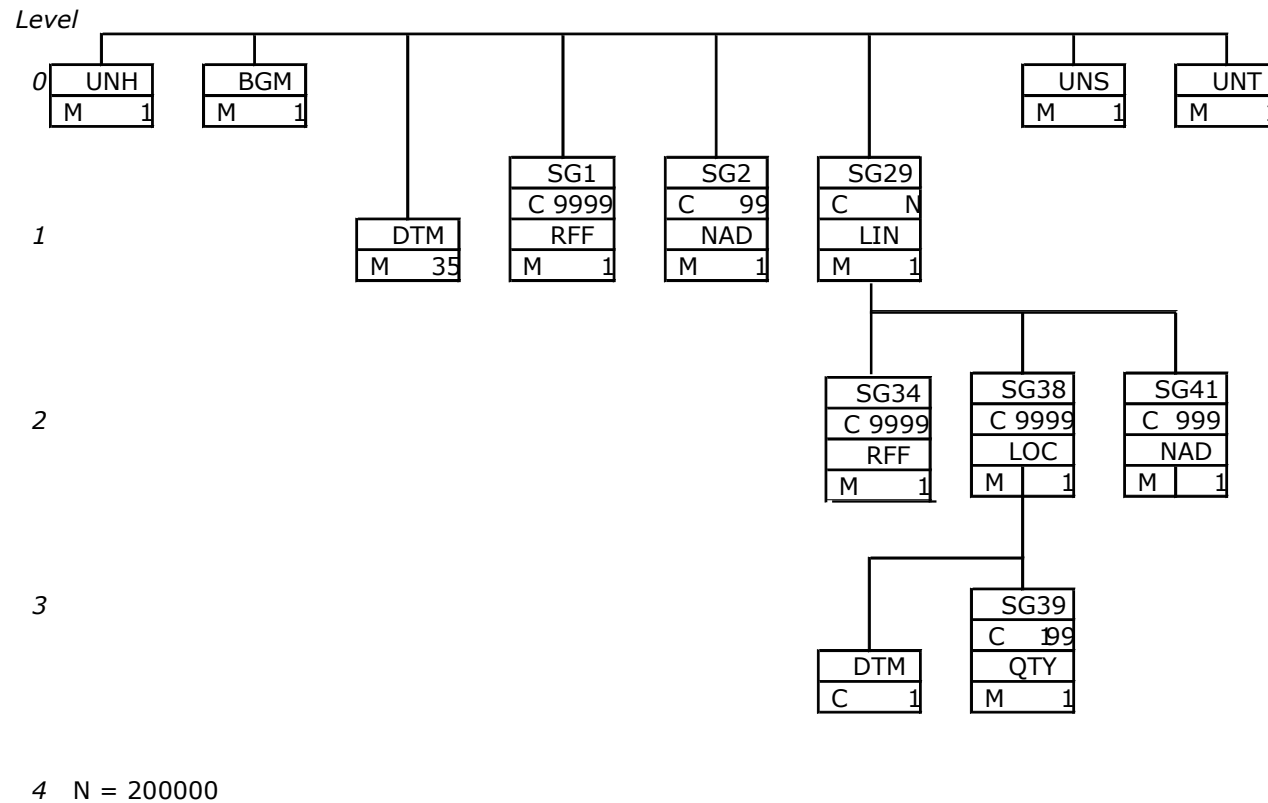 Level
0 UNH BGM UNS UNT
M 1 M 1 M 1 M
SG1 SG2 SG29
C 9999 C 99 C N
1 DTM RFF NAD LIN
M 35 M 1 M 1 M 1
SG34 SG38 SG41
2 C 9999 C 9999 C 999
RFF LOC NAD
M 1 M 1 M 1
3 SG39
C 99
DTM QTY
C 1 M 1
4 N = 200000